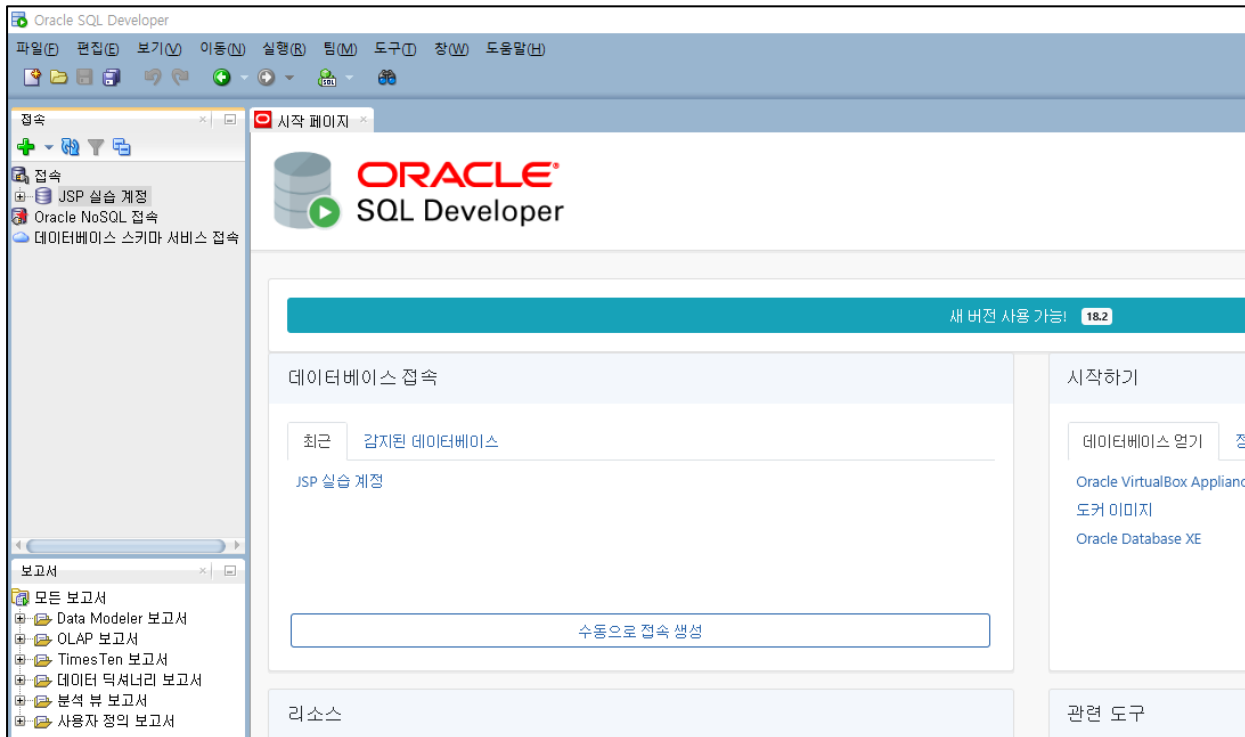 Oracle SQL Developer
파일(F) 편집(E) 보기(V) 이동(N) 실행(R) 팀(M) 도구(T) 창(W) 도움말(H)
SQL
접속
시작 페이지
접속
JSP 실습 계정
Oracle NoSQL 접속
데이터베이스 스키마 서비스 접속
ORACLE
SQL Developer
새 버전 사용 가능! 18.2
데이터베이스 접속
최근 감지된 데이터베이스
JSP 실습 계정
수동으로 접속 생성
시작하기
데이터베이스 얻기
Oracle VirtualBox
도커 이미지
Oracle Database XE
보고서
모든 보고서
Data Modeler 보고서
OLAP 보고서
TimesTen 보고서
데이터 딕셔너리 보고서
분석 뷰 보고서
사용자 정의 보고서
리소스
관련 도구